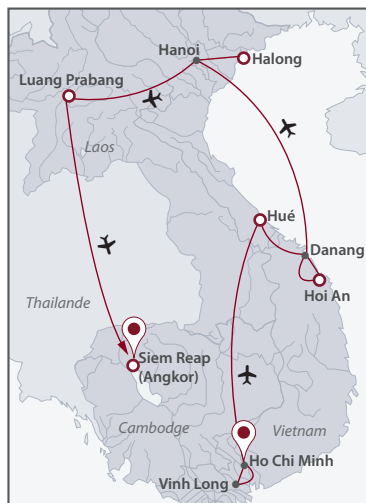 Hanoi
Halong
Luang Prabang
Laos
Hué
Danang
Hoi An
Thaïlande
Siem Reap
(Angkor)
Cambodge
Vietnam
Ho Chi Minh
Vinh Long